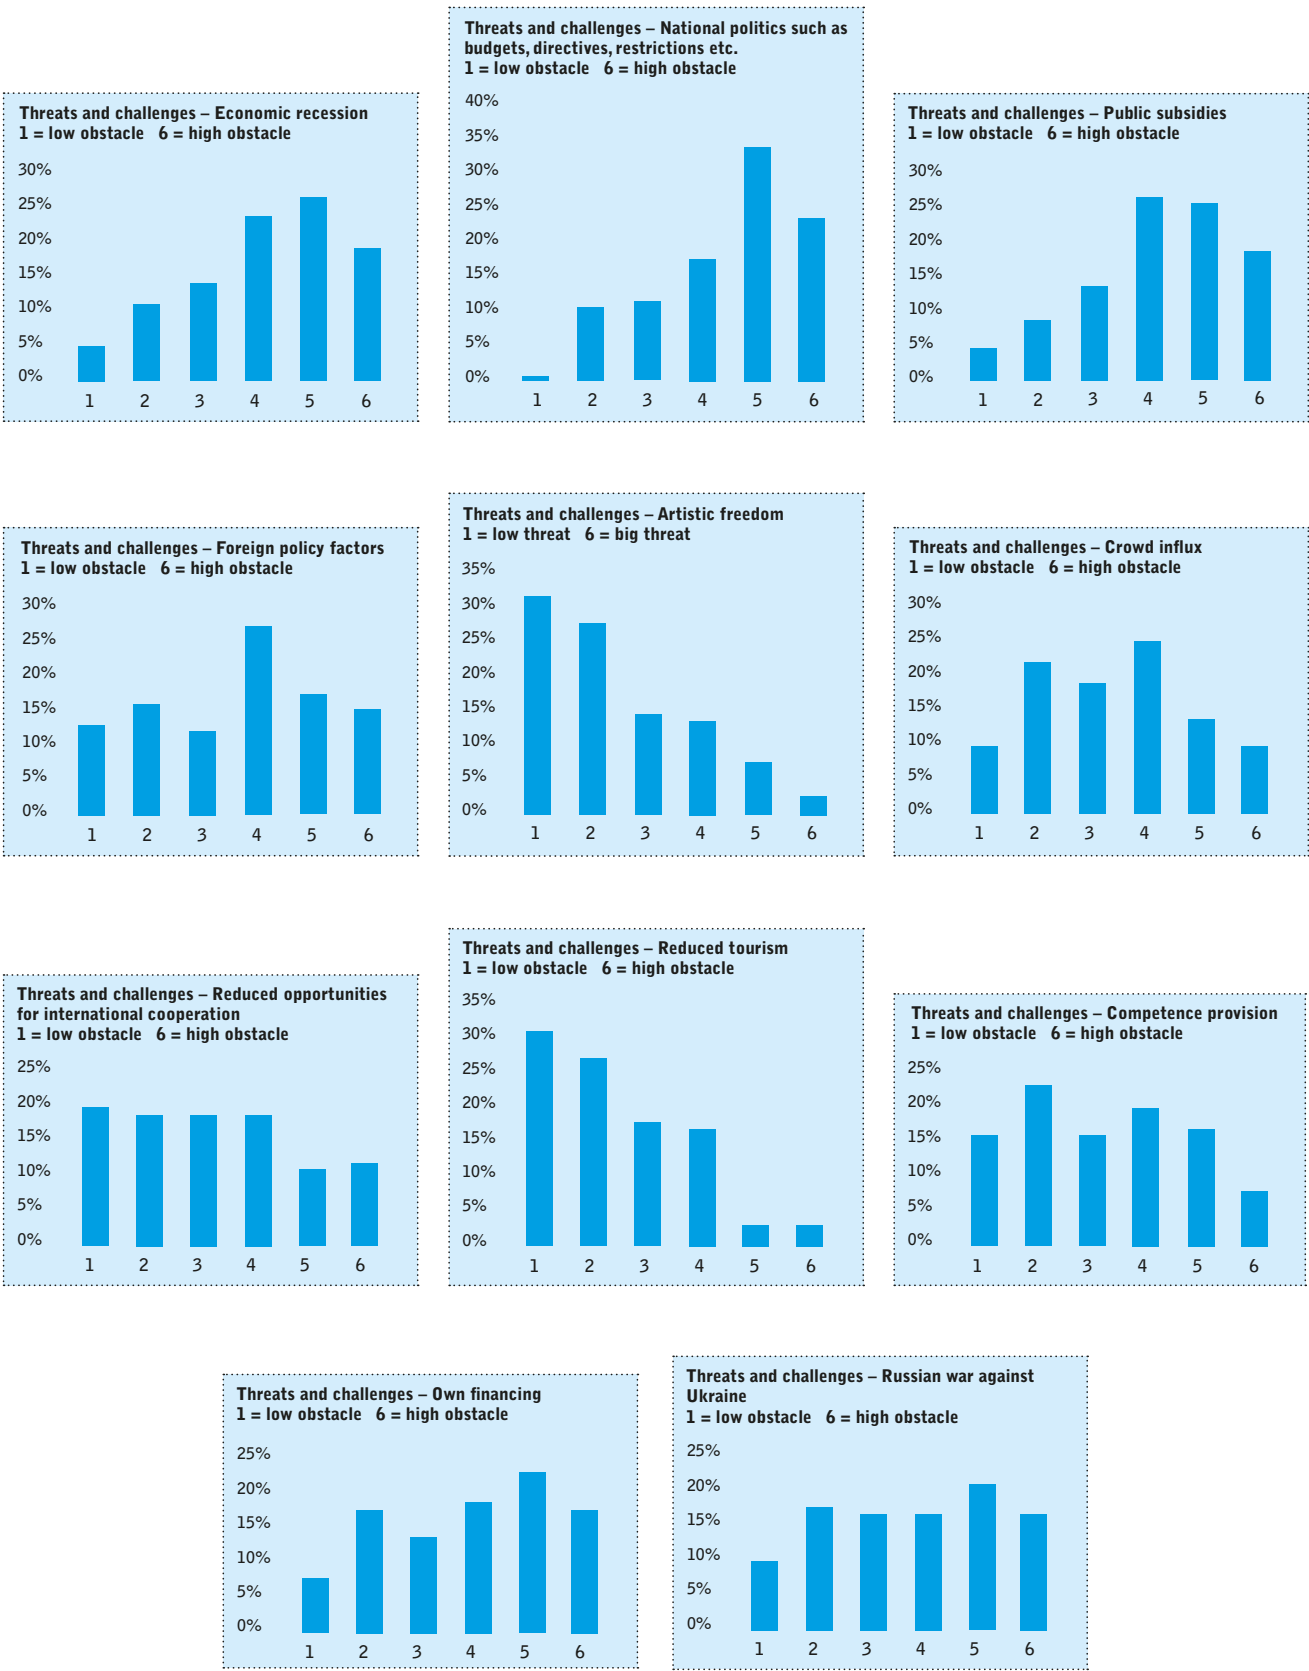 Threats and challenges – Economic recession
1 = low obstacle 6 = high obstacle
30%
25%
20%
15%
10%
5%
0%
1 2 3 4 5 6
Threats and challenges – National politics such as
budgets, directives, restrictions etc.
1 = low obstacle 6 = high obstacle
40%
35%
30%
25%
20%
15%
10%
5%
0%
1 2 3 4 5 6
Threats and challenges – Public subsidies
1 = low obstacle 6 = high obstacle
30%
25%
20%
15%
10%
5%
0%
1 2 3 4 5 6
Threats and challenges – Foreign policy factors
1 = low obstacle 6 = high obstacle
30%
25%
20%
15%
10%
5%
0%
1 2 3 4 5 6
Threats and challenges – Artistic freedom
1 = low threat 6 = big threat
35%
30%
25%
20%
15%
10%
5%
0%
1 2 3 4 5 6
Threats and challenges – Crowd influx
1 = low obstacle 6 = high obstacle
30%
25%
20%
15%
10%
5%
0%
1 2 3 4 5 6
Threats and challenges – Reduced opportunities
for international cooperation
1 = low obstacle 6 = high obstacle
25%
20%
15%
10%
5%
0%
1 2 3 4 5 6
Threats and challenges – Reduced tourism
1 = low obstacle 6 = high obstacle
35%
30%
25%
20%
15%
10%
5%
0%
1 2 3 4 5 6
Threats and challenges – Competence provision
1 = low obstacle 6 = high obstacle
25%
20%
15%
10%
5%
0%
1 2 3 4 5 6
Threats and challenges – Own financing
1 = low obstacle 6 = high obstacle
25%
20%
15%
10%
5%
0%
1 2 3 4 5 6
Threats and challenges – Russian war against
Ukraine
1 = low obstacle 6 = high obstacle
25%
20%
15%
10%
5%
0%
1 2 3 4 5 6